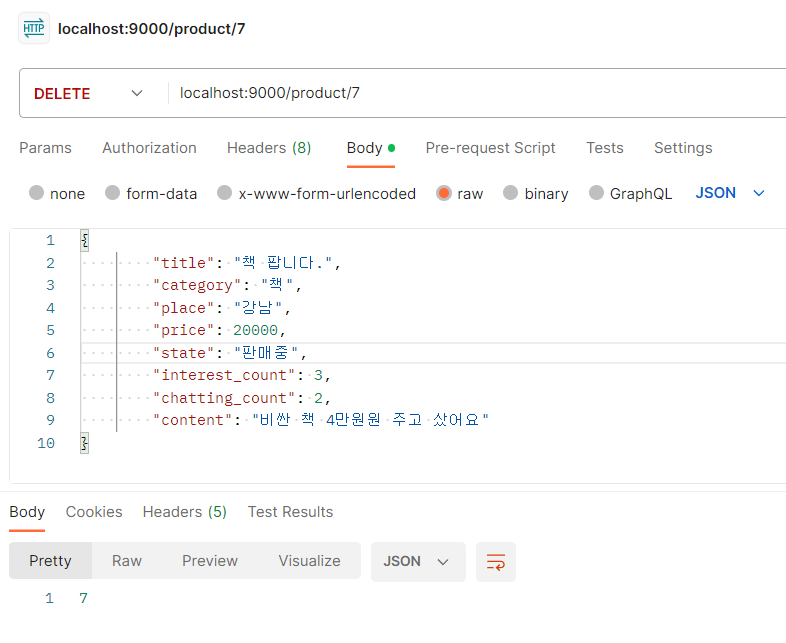 HTTP localhost:9000/product/7
DELETE localhost:9000/product/7
Params Authorization Headers (8) Body Pre-request Script Tests Settings
none form-data x-www-form-urlencoded raw binary GraphQL JSON
1 {
2 "title": "책 팝니다.",
3 "category": "책",
4 "place": "강남",
5 "price": 20000,
6 "state": "판매중",
7 "interest_count": 3,
8 "chatting_count": 2,
9 "content": "비싼 책 4만원원 주고 샀어요"
10 }
Body Cookies Headers (5) Test Results
Pretty Raw Preview Visualize JSON
1 7